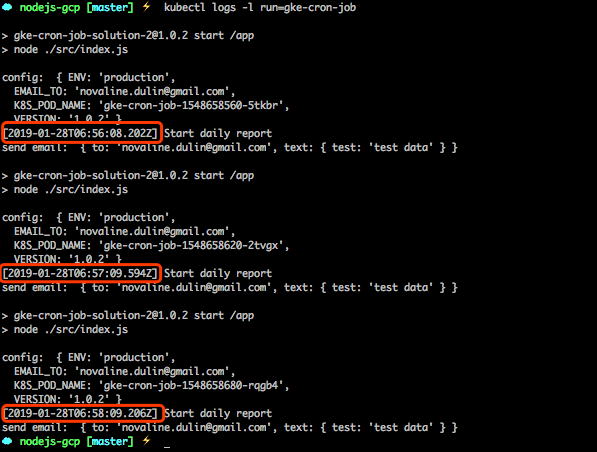 nodejs-gcp [master] ⚡ kubectl logs -l run=gke-cron-job
> gke-cron-job-solution-2@1.0.2 start /app
> node ./src/index.js
config:  { ENV: 'production',
EMAIL_TO: 'novaline.dulin@gmail.com',
K8S_POD_NAME: 'gke-cron-job-1548658560-5tkbr',
VERSION: '1.0.2' }
[2019-01-28T06:56:08.202Z] Start daily report
send email:  { to: 'novaline.dulin@gmail.com', text: { test: 'test data' } }
> gke-cron-job-solution-2@1.0.2 start /app
> node ./src/index.js
config:  { ENV: 'production',
EMAIL_TO: 'novaline.dulin@gmail.com',
K8S_POD_NAME: 'gke-cron-job-1548658620-2tvgx',
VERSION: '1.0.2' }
[2019-01-28T06:57:09.594Z] Start daily report
send email:  { to: 'novaline.dulin@gmail.com', text: { test: 'test data' } }
> gke-cron-job-solution-2@1.0.2 start /app
> node ./src/index.js
config:  { ENV: 'production',
EMAIL_TO: 'novaline.dulin@gmail.com',
K8S_POD_NAME: 'gke-cron-job-1548658680-rqgb4',
VERSION: '1.0.2' }
[2019-01-28T06:58:09.206Z] Start daily report
send email:  { to: 'novaline.dulin@gmail.com', text: { test: 'test data' } }
nodejs-gcp [master] ⚡ _